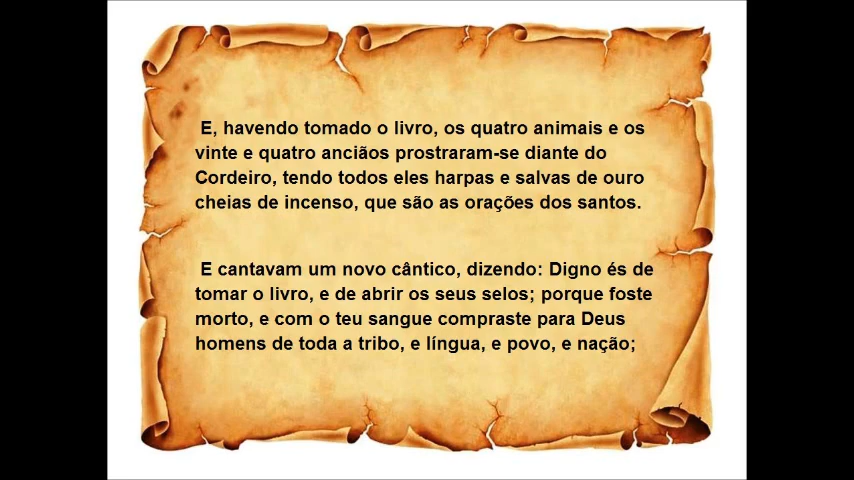 E, havendo tomado o livro, os quatro animais e os
vinte e quatro anciãos prostraram-se diante do
Cordeiro, tendo todos eles harpas e salvas de ouro
cheias de incenso, que são as orações dos santos.
E cantavam um novo cântico, dizendo: Digno és de
tomar o livro, e de abrir os seus selos; porque foste
morto, e com o teu sangue compraste para Deus
homens de toda a tribo, e língua, e povo, e nação;